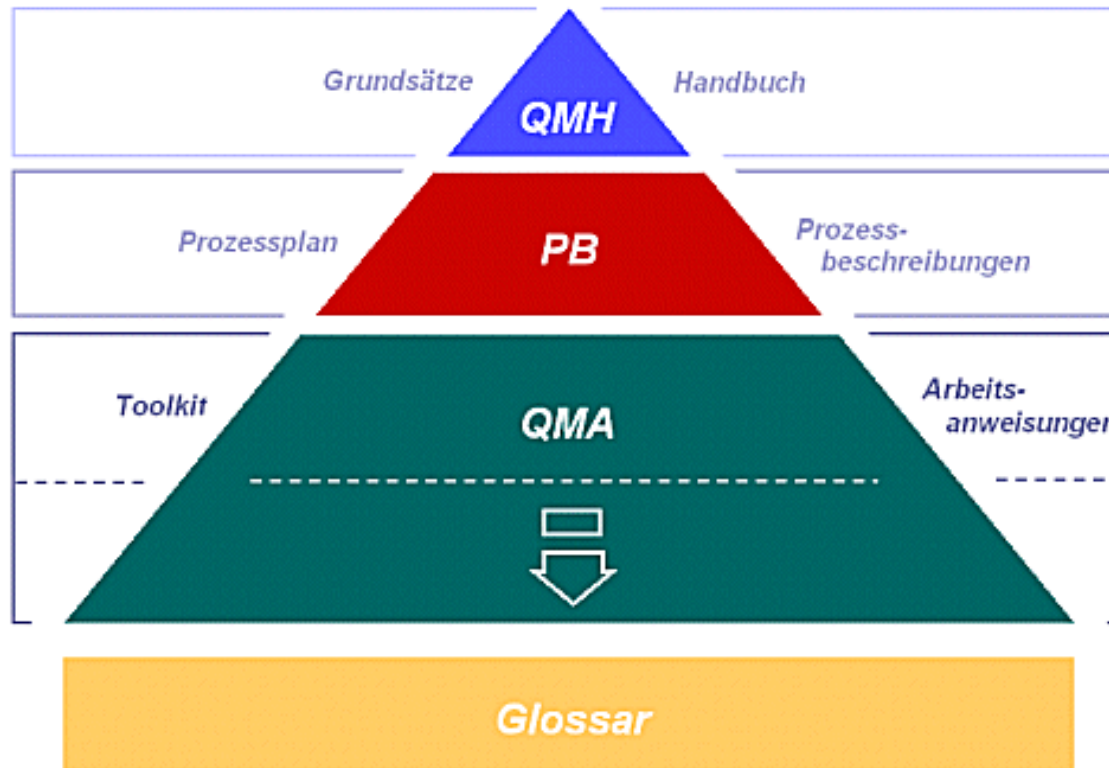 Grundsätze
Handbuch
QMH
Prozessplan
PB
Prozess-
beschreibungen
Toolkit
QMA
Arbeits-
anweisungen
Glossar